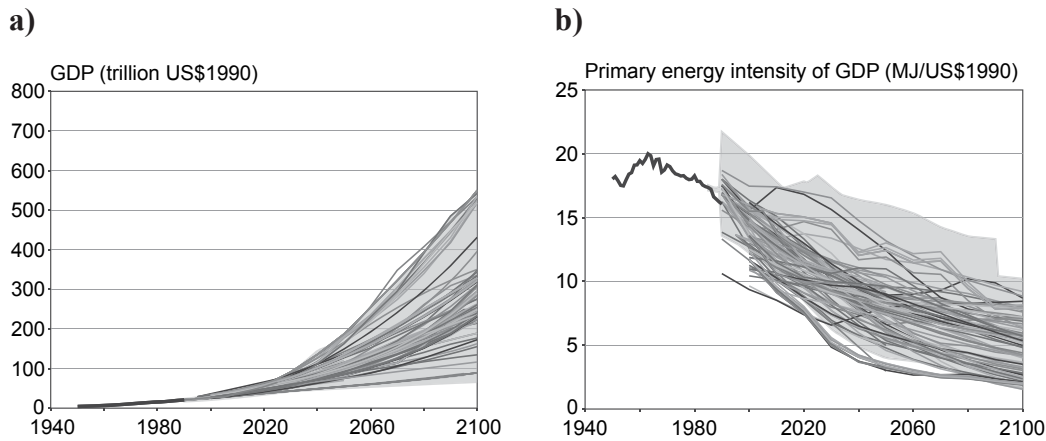 a)
GDP (trillion US$1990)
800
700
600
500
400
300
200
100
0
1940 1980 2020 2060 2100
b)
Primary energy intensity of GDP (MJ/US$1990)
25
20
15
10
5
0
1940 1980 2020 2060 2100